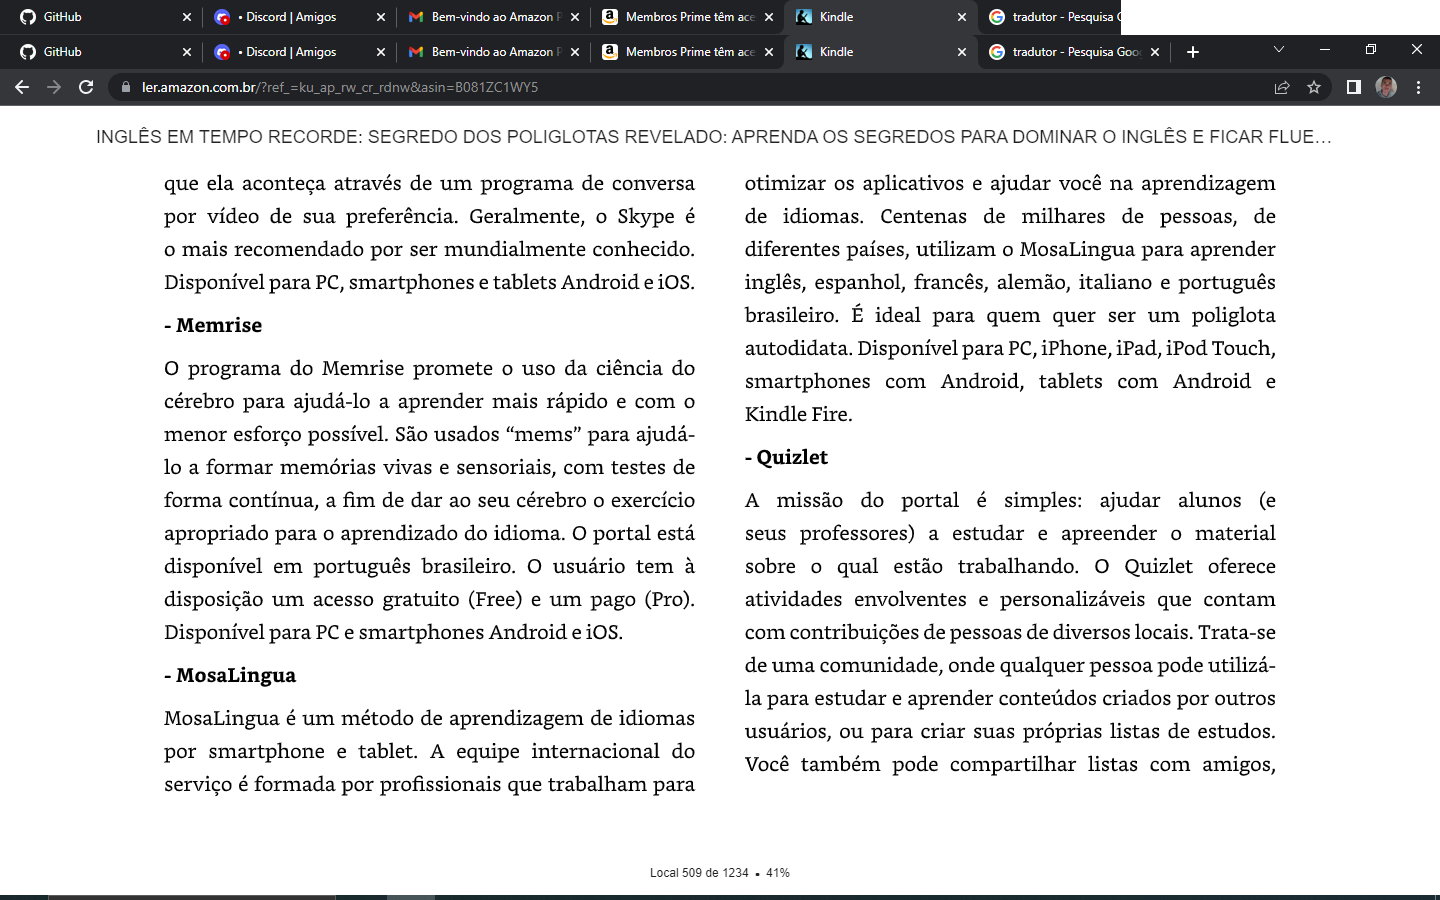 GitHub
• Discord | Amigos
Bem-vindo ao Amazon P
Membros Prime têm ace
Kindle
tradutor - Pesquisa G
GitHub
• Discord | Amigos
Bem-vindo ao Amazon P
Membros Prime têm ace
Kindle
tradutor - Pesquisa Goo
ler.amazon.com.br/?ref_=ku_ap_rw_cr_rdnw&asin=B081ZC1WY5
INGLÊS EM TEMPO RECORDE: SEGREDO DOS POLIGLOTAS REVELADO: APRENDA OS SEGREDOS PARA DOMINAR O INGLÊS E FICAR FLUE…
que ela aconteça através de um programa de conversa
por vídeo de sua preferência. Geralmente, o Skype é
o mais recomendado por ser mundialmente conhecido.
Disponível para PC, smartphones e tablets Android e iOS.
- Memrise
O programa do Memrise promete o uso da ciência do
cérebro para ajudá-lo a aprender mais rápido e com o
menor esforço possível. São usados “mems” para ajudá-
lo a formar memórias vivas e sensoriais, com testes de
forma contínua, a fim de dar ao seu cérebro o exercício
apropriado para o aprendizado do idioma. O portal está
disponível em português brasileiro. O usuário tem à
disposição um acesso gratuito (Free) e um pago (Pro).
Disponível para PC e smartphones Android e iOS.
- MosaLingua
MosaLingua é um método de aprendizagem de idiomas
por smartphone e tablet. A equipe internacional do
serviço é formada por profissionais que trabalham para
otimizar os aplicativos e ajudar você na aprendizagem
de idiomas. Centenas de milhares de pessoas, de
diferentes países, utilizam o MosaLingua para aprender
inglês, espanhol, francês, alemão, italiano e português
brasileiro. É ideal para quem quer ser um poliglota
autodidata. Disponível para PC, iPhone, iPad, iPod Touch,
smartphones com Android, tablets com Android e
Kindle Fire.
- Quizlet
A missão do portal é simples: ajudar alunos (e
seus professores) a estudar e apreender o material
sobre o qual estão trabalhando. O Quizlet oferece
atividades envolventes e personalizáveis que contam
com contribuições de pessoas de diversos locais. Trata-se
de uma comunidade, onde qualquer pessoa pode utilizá-
la para estudar e aprender conteúdos criados por outros
usuários, ou para criar suas próprias listas de estudos.
Você também pode compartilhar listas com amigos,
Local 509 de 1234 • 41%